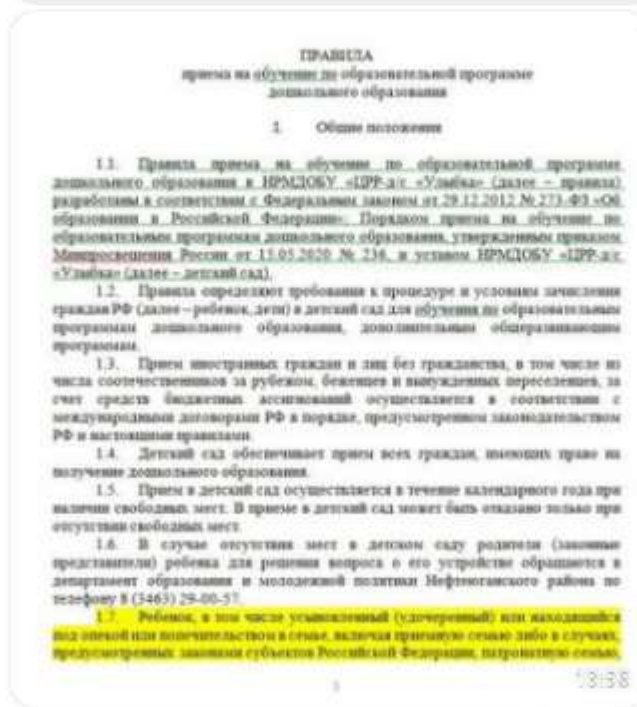 ПРАВИЛА
приема на обучение по образовательной программе
дошкольного образования
I. Общие положения
1.1. Правила приема на обучение по образовательной программе
дошкольного образования в НРМДОБУ «ЦРР-д/с «Улыбка» (далее – правила)
разработаны в соответствии с Федеральным законом от 29.12.2012 № 273-ФЗ «Об
образовании в Российской Федерации», Порядком приема на обучение по
образовательным программам дошкольного образования, утвержденным приказом
Минпросвещения России от 15.05.2020 № 236, и уставом НРМДОБУ «ЦРР-д/с
«Улыбка» (далее – детский сад).
1.2. Правила определяют требования к процедуре и условиям зачисления
граждан РФ (далее – ребенок, дети) в детский сад для обучения по образовательным
программам дошкольного образования, дополнительным общеразвивающим
программам.
1.3. Прием иностранных граждан и лиц без гражданства, в том числе из
числа соотечественников за рубежом, беженцев и вынужденных переселенцев, за
счет средств бюджетных ассигнований осуществляется в соответствии с
международными договорами РФ в порядке, предусмотренном законодательством
РФ и настоящими правилами.
1.4. Детский сад обеспечивает прием всех граждан, имеющих право на
получение дошкольного образования.
1.5. Прием в детский сад осуществляется в течение календарного года при
наличии свободных мест. В приеме в детский сад может быть отказано только при
отсутствии свободных мест.
1.6. В случае отсутствия мест в детском саду родители (законные
представители) ребенка для решения вопроса о его устройстве обращаются в
департамент образования и молодежной политики Нефтеюганского района по
телефону 8 (3463) 29-00-57.
1.7. Ребенок, в том числе усыновленный (удочеренный) или находящийся
под опекой или попечительством в семье, включая приемную семью либо в случаях,
предусмотренных законами субъектов Российской Федерации, патронатную семью,
13:38